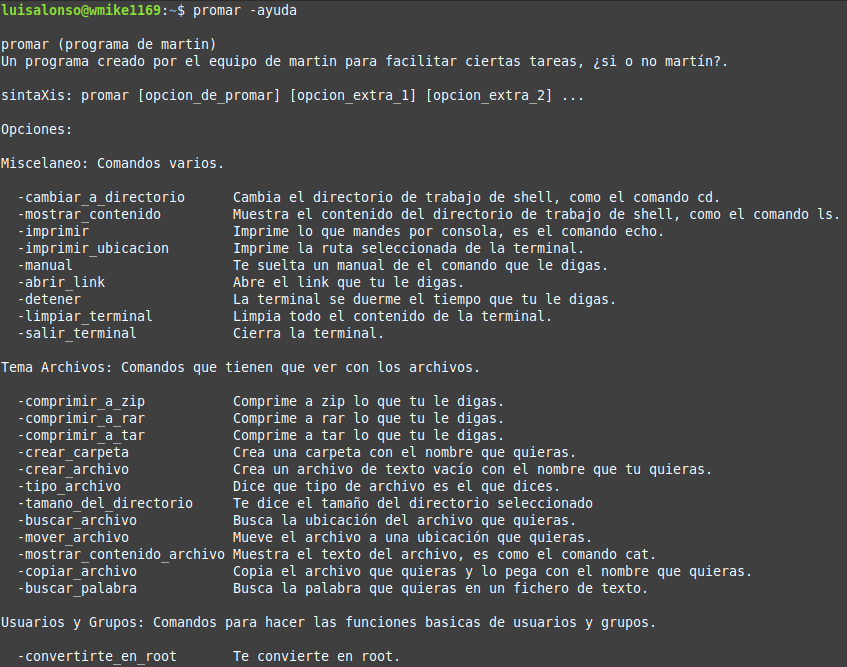 luisalonso@wmike1169:~$ promar -ayuda
promar (programa de martin)
Un programa creado por el equipo de martin para facilitar ciertas tareas, ¿si o no martín?.
sintaXis: promar [opcion_de_promar] [opcion_extra_1] [opcion_extra_2] ...
Opciones:
Miscelaneo: Comandos varios.
-cambiar_a_directorio Cambia el directorio de trabajo de shell, como el comando cd.
-mostrar_contenido Muestra el contenido del directorio de trabajo de shell, como el comando ls.
-imprimir Imprime lo que mandes por consola, es el comando echo.
-imprimir_ubicacion Imprime la ruta seleccionada de la terminal.
-manual Te suelta un manual de el comando que le digas.
-abrir_link Abre el link que tu le digas.
-detener La terminal se duerme el tiempo que tu le digas.
-limpiar_terminal Limpia todo el contenido de la terminal.
-salir_terminal Cierra la terminal.
Tema Archivos: Comandos que tienen que ver con los archivos.
-comprimir_a_zip Comprime a zip lo que tu le digas.
-comprimir_a_rar Comprime a rar lo que tu le digas.
-comprimir_a_tar Comprime a tar lo que tu le digas.
-crear_carpeta Crea una carpeta con el nombre que quieras.
-crear_archivo Crea un archivo de texto vacío con el nombre que tu quieras.
-tipo_archivo Dice que tipo de archivo es el que dices.
-tamano_del_directorio Te dice el tamaño del directorio seleccionado
-buscar_archivo Busca la ubicación del archivo que quieras.
-mover_archivo Mueve el archivo a una ubicación que quieras.
-mostrar_contenido_archivo Muestra el texto del archivo, es como el comando cat.
-copiar_archivo Copia el archivo que quieras y lo pega con el nombre que quieras.
-buscar_palabra Busca la palabra que quieras en un fichero de texto.
Usuarios y Grupos: Comandos para hacer las funciones basicas de usuarios y grupos.
-convertirte_en_root Te convierte en root.